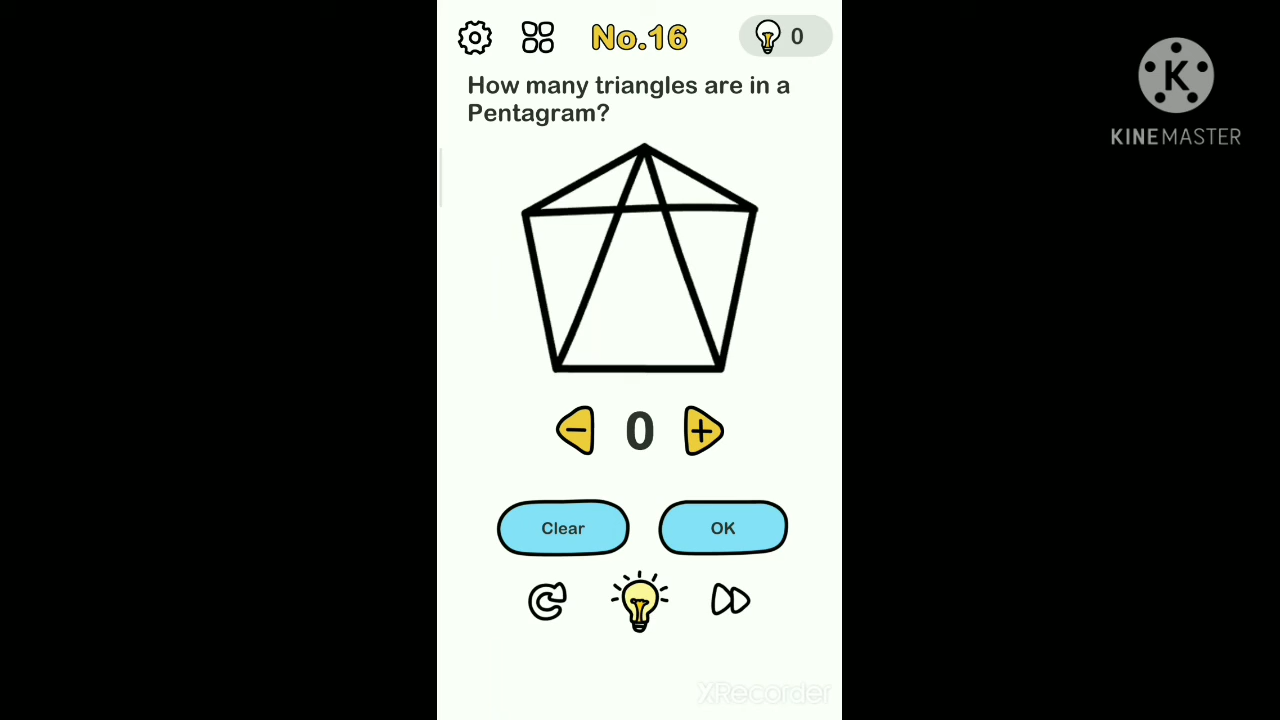 No.16
0
How many triangles are in a
Pentagram?
K
KINEMASTER
0
Clear
OK
XRecorder